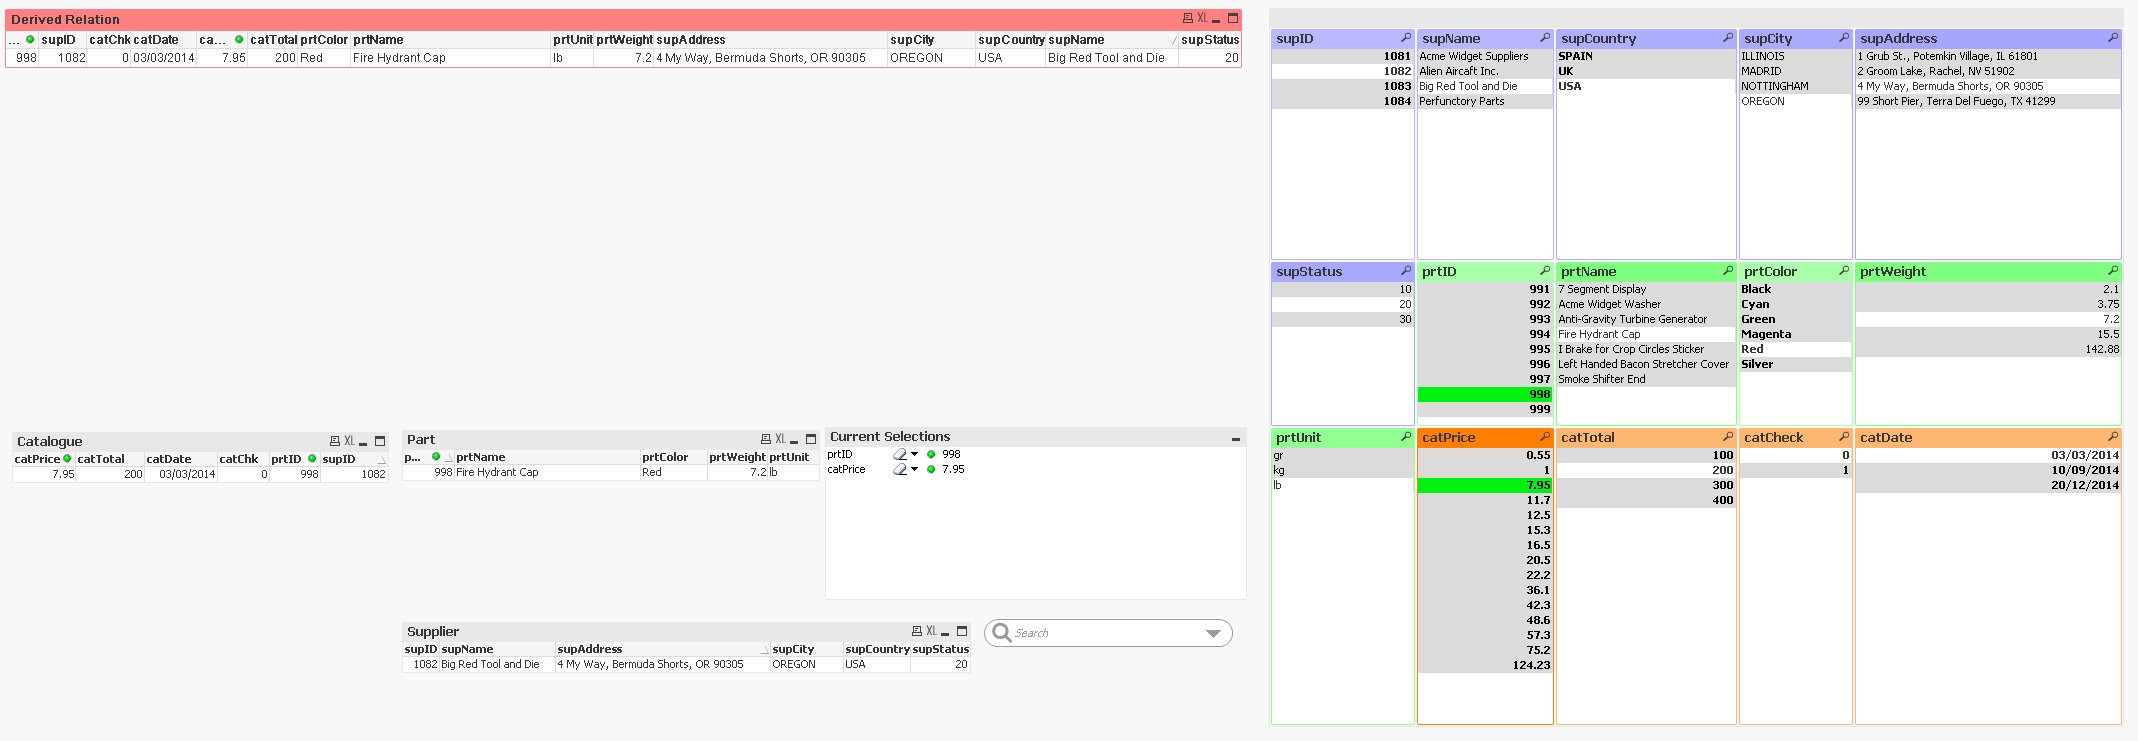 Derived Relation XL
... supID catChk catDate ca... catTotal prtColor prtName prtUnit prtWeight supAddress supCity supCountry supName supStatus
998 1082 0 03/03/2014 7.95 200 Red Fire Hydrant Cap lb 7.2 4 My Way, Bermuda Shorts, OR 90305 OREGON USA Big Red Tool and Die 20
Catalogue XL
catPrice catTotal catDate catChk prtID supID
7.95 200 03/03/2014 0 998 1082
Part XL
p... prtName prtColor prtWeight prtUnit
998 Fire Hydrant Cap Red 7.2 lb
Current Selections
prtID 998
catPrice 7.95
Supplier XL
supID supName supAddress supCity supCountry supStatus
1082 Big Red Tool and Die 4 My Way, Bermuda Shorts, OR 90305 OREGON USA 20
Search
supID supName supCountry supCity supAddress
1081 Acme Widget Suppliers SPAIN ILLINOIS 1 Grub St., Potemkin Village, IL 61801
1082 Alien Aircaft Inc. UK MADRID 2 Groom Lake, Rachel, NV 51902
1083 Big Red Tool and Die USA NOTTINGHAM 4 My Way, Bermuda Shorts, OR 90305
1084 Perfunctory Parts OREGON 99 Short Pier, Terra Del Fuego, TX 41299
supStatus prtID prtName prtColor prtWeight
10 991 7 Segment Display Black 2.1
20 992 Acme Widget Washer Cyan 3.75
30 993 Anti-Gravity Turbine Generator Green 7.2
994 Fire Hydrant Cap Magenta 15.5
995 I Brake for Crop Circles Sticker Red 142.88
996 Left Handed Bacon Stretcher Cover Silver
997 Smoke Shifter End
998
999
prtUnit catPrice catTotal catCheck catDate
gr 0.55 100 0 03/03/2014
kg 1 200 1 10/09/2014
lb 7.95 300 20/12/2014
11.7 400
12.5
15.3
16.5
20.5
22.2
36.1
42.3
48.6
57.3
75.2
124.23